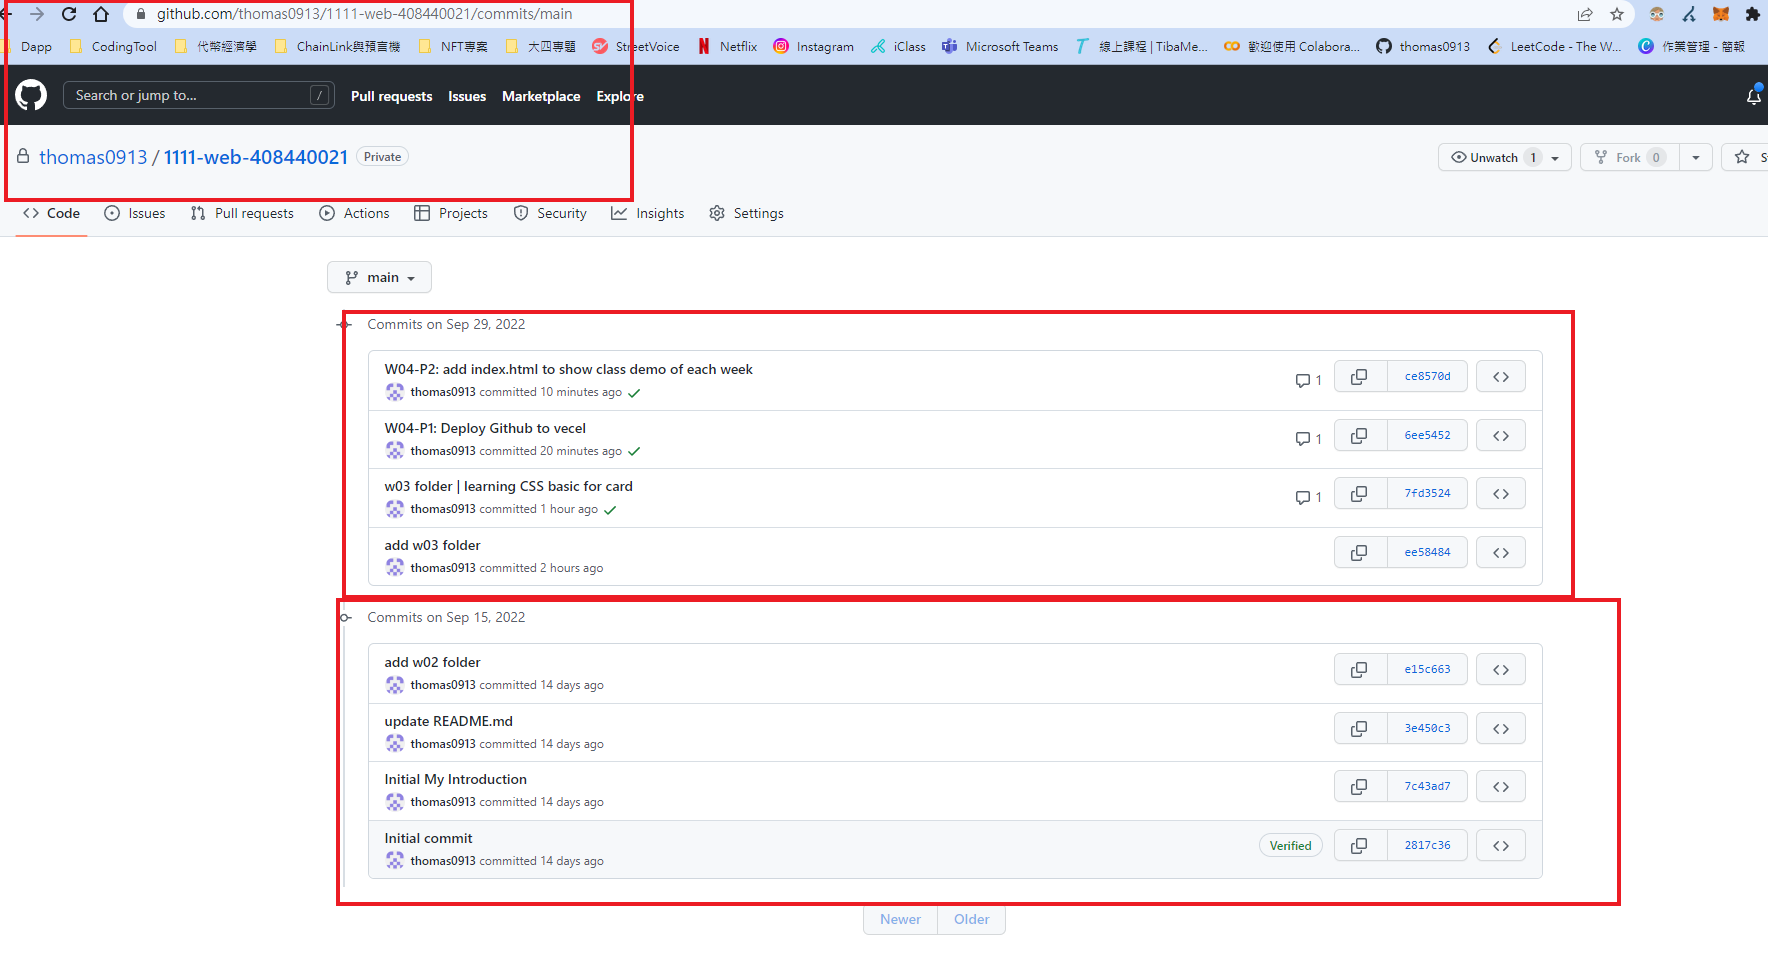 github.com/thomas0913/1111-web-408440021/commits/main
Dapp CodingTool 代幣經濟學 ChainLink與預言機 NFT專案 大四專題 StreetVoice Netflix Instagram iClass Microsoft Teams 線上課程 | TibaMe... 歡迎使用 Colabora... thomas0913 LeetCode - The W... 作業管理 - 簡報
Search or jump to... / Pull requests Issues Marketplace Explore
thomas0913 / 1111-web-408440021 Private Unwatch 1 Fork 0
Code Issues Pull requests Actions Projects Security Insights Settings
main
Commits on Sep 29, 2022
W04-P2: add index.html to show class demo of each week
thomas0913 committed 10 minutes ago 1 ce8570d
W04-P1: Deploy Github to vecel
thomas0913 committed 20 minutes ago 1 6ee5452
w03 folder | learning CSS basic for card
thomas0913 committed 1 hour ago 1 7fd3524
add w03 folder
thomas0913 committed 2 hours ago ee58484
Commits on Sep 15, 2022
add w02 folder
thomas0913 committed 14 days ago e15c663
update README.md
thomas0913 committed 14 days ago 3e450c3
Initial My Introduction
thomas0913 committed 14 days ago 7c43ad7
Initial commit
thomas0913 committed 14 days ago Verified 2817c36
Newer Older